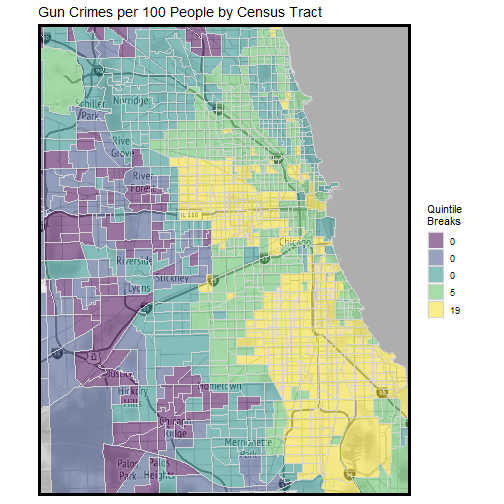 Gun Crimes per 100 People by Census Tract
Schiller
Park
Norridge
River
Grove
River
Forest
IL 110
Chicago
Riverside
Stickney
Lyons
Justice
Hickory
Hills
Hometown
Chicago
Ridge
Merrionette
Park
Palos
Park
Palos
Heights
Quintile
Breaks
0
0
0
5
19